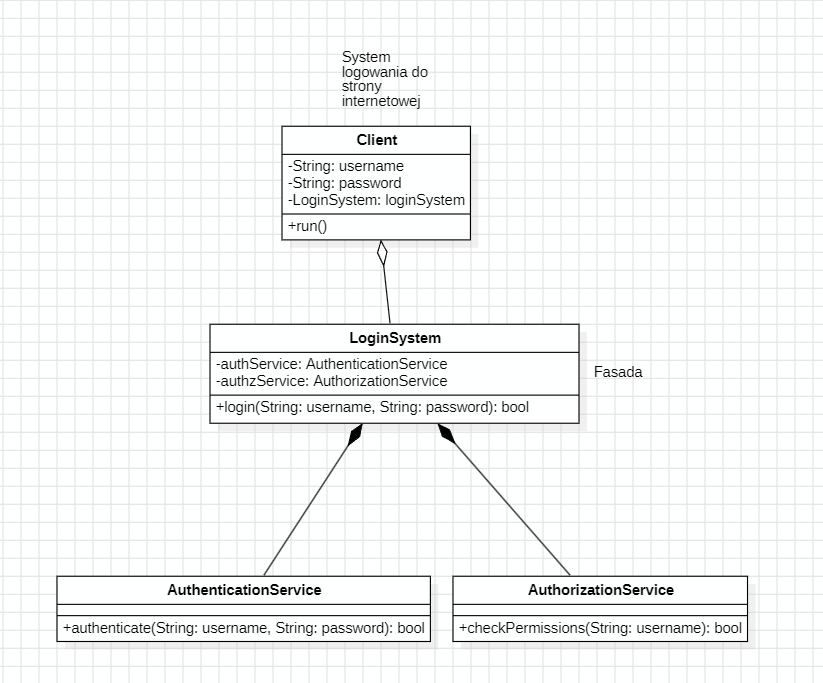 System
logowania do
strony
internetowej
Client
-String: username
-String: password
-LoginSystem: loginSystem
+run()
LoginSystem
-authService: AuthenticationService
-authzService: AuthorizationService
+login(String: username, String: password): bool
Fasada
AuthenticationService
+authenticate(String: username, String: password): bool
AuthorizationService
+checkPermissions(String: username): bool